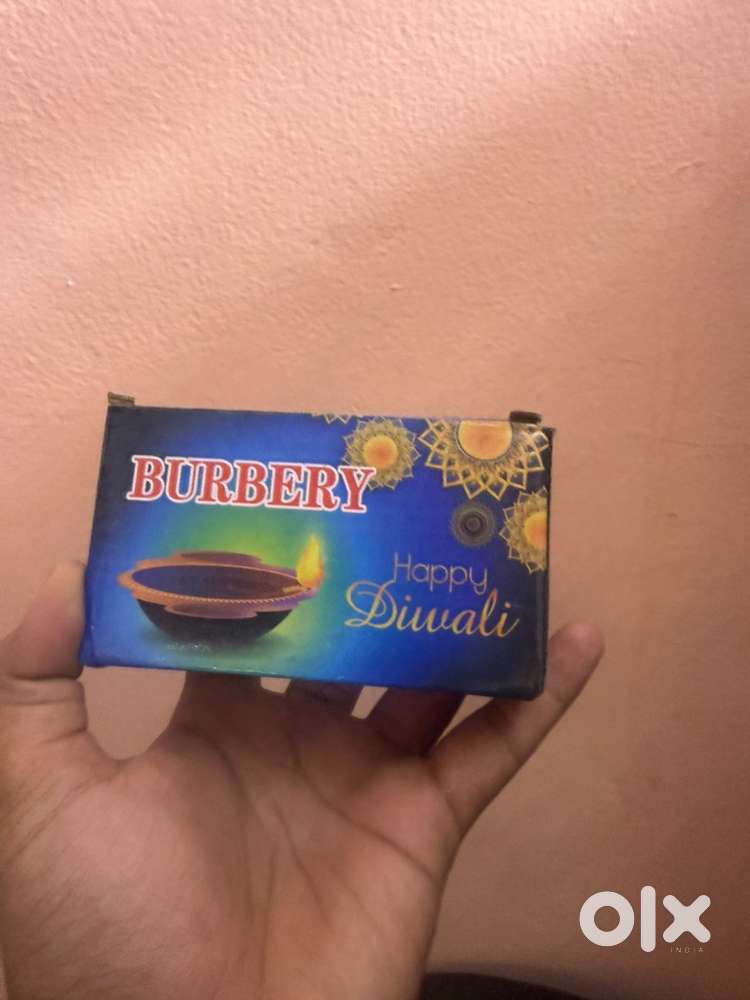 BURBERY
Happy
Diwali
olx
INDIA